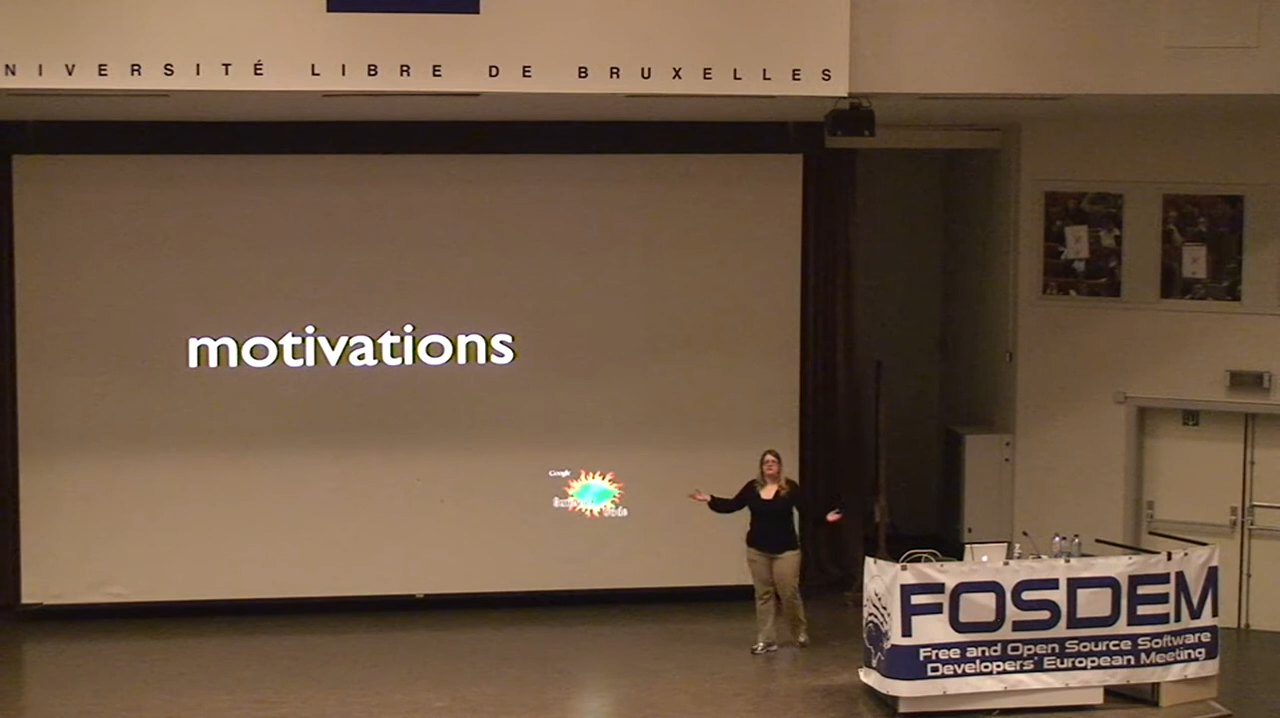 NIVERSITÉ LIBRE DE BRUXELLES
motivations
Google
FOSDEM
Free and Open Source Software
Developers' European Meeting